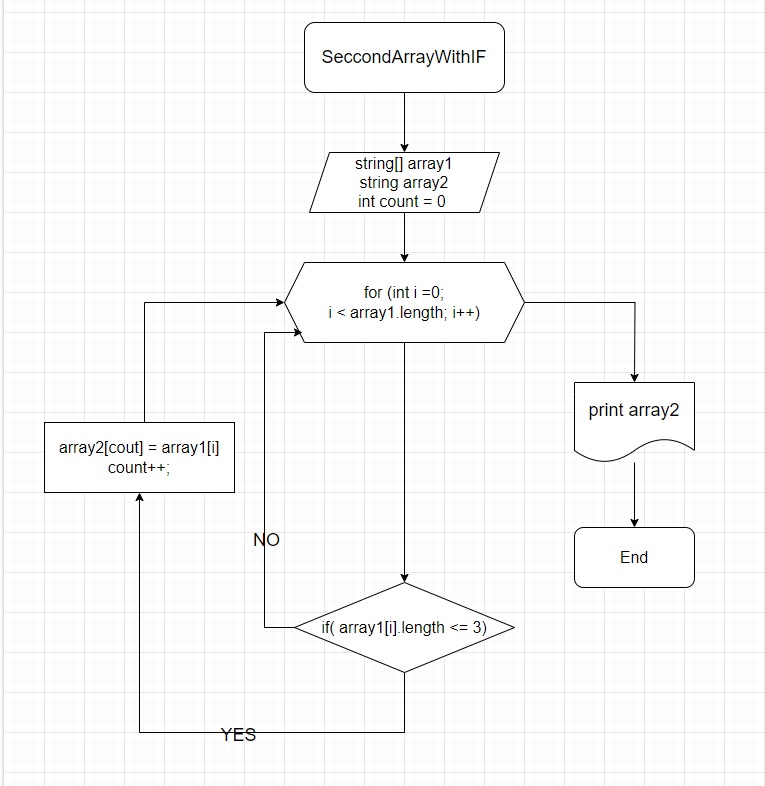 SeccondArrayWithIF
string[] array1
string array2
int count = 0
for (int i =0;
i < array1.length; i++)
print array2
array2[cout] = array1[i]
count++;
NO
End
if( array1[i].length <= 3)
YES